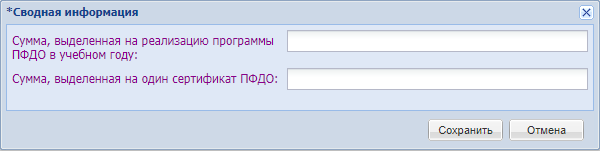 *Сводная информация
Сумма, выделенная на реализацию программы
ПФДО в учебном году:
Сумма, выделенная на один сертификат ПФДО:
Сохранить
Отмена